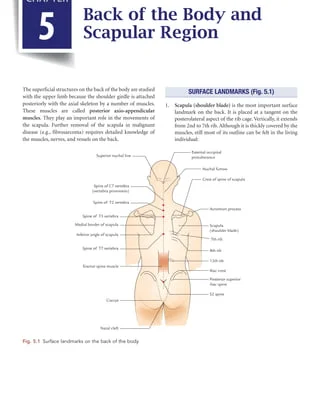 CHAPTER
5
Back of the Body and
Scapular Region
The superficial structures on the back of the body are studied
with the upper limb because the shoulder girdle is attached
posteriorly with the axial skeleton by a number of muscles.
These muscles are called posterior axio-appendicular
muscles. They play an important role in the movements of
the scapula. Further removal of the scapula in malignant
disease (e.g., fibrosarcoma) requires detailed knowledge of
the muscles, nerves, and vessels on the back.
SURFACE LANDMARKS (Fig. 5.1)
1. Scapula (shoulder blade) is the most important surface
landmark on the back. It is placed at a tangent on the
posterolateral aspect of the rib cage. Vertically, it extends
from 2nd to 7th rib. Although it is thickly covered by the
muscles, still most of its outline can be felt in the living
individual:
External occipital
protuberance
Superior nuchal line
Nuchal furrow
Crest of spine of scapula
Spine of C7 vertebra
(vertebra prominens)
Spine of T2 vertebra
Acromion process
Spine of T3 vertebra
Medial border of scapula
Scapula
(shoulder blade)
Inferior angle of scapula
7th rib
Spine of T7 vertebra
8th rib
12th rib
Erector spinae muscle
Iliac crest
Posterior superior
iliac spine
S2 spine
Coccyx
Natal cleft
Fig. 5.1 Surface landmarks on the back of the body.